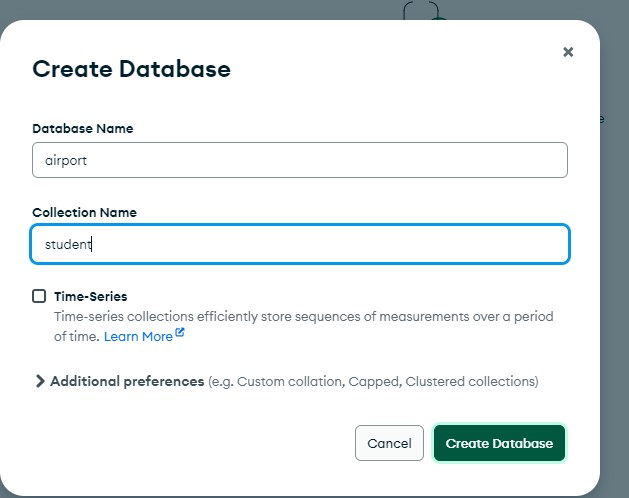 Create Database
Database Name
airport
Collection Name
student
Time-Series
Time-series collections efficiently store sequences of measurements over a period
of time. Learn More
Additional preferences (e.g. Custom collation, Capped, Clustered collections)
Cancel
Create Database